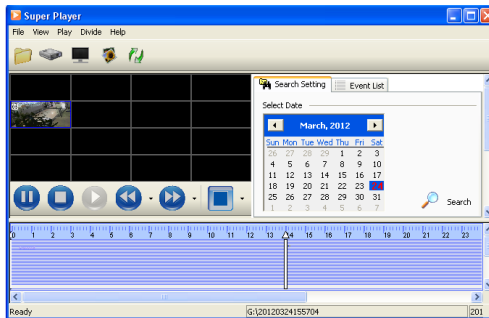 Super Player
File View Play Divide Help
Search Setting Event List
Select Date
March, 2012
Sun Mon Tue Wed Thu Fri Sat
26 27 28 29 1 2 3
4 5 6 7 8 9 10
11 12 13 14 15 16 17
18 19 20 21 22 23
25 26 27 28 29 30 31
1 2 3 4 5 6 7
Search
0 1 2 3 4 5 6 7 8 9 10 11 12 13 14 15 16 17 18 19 20 21 22 23
Ready G:\20120324155704 201